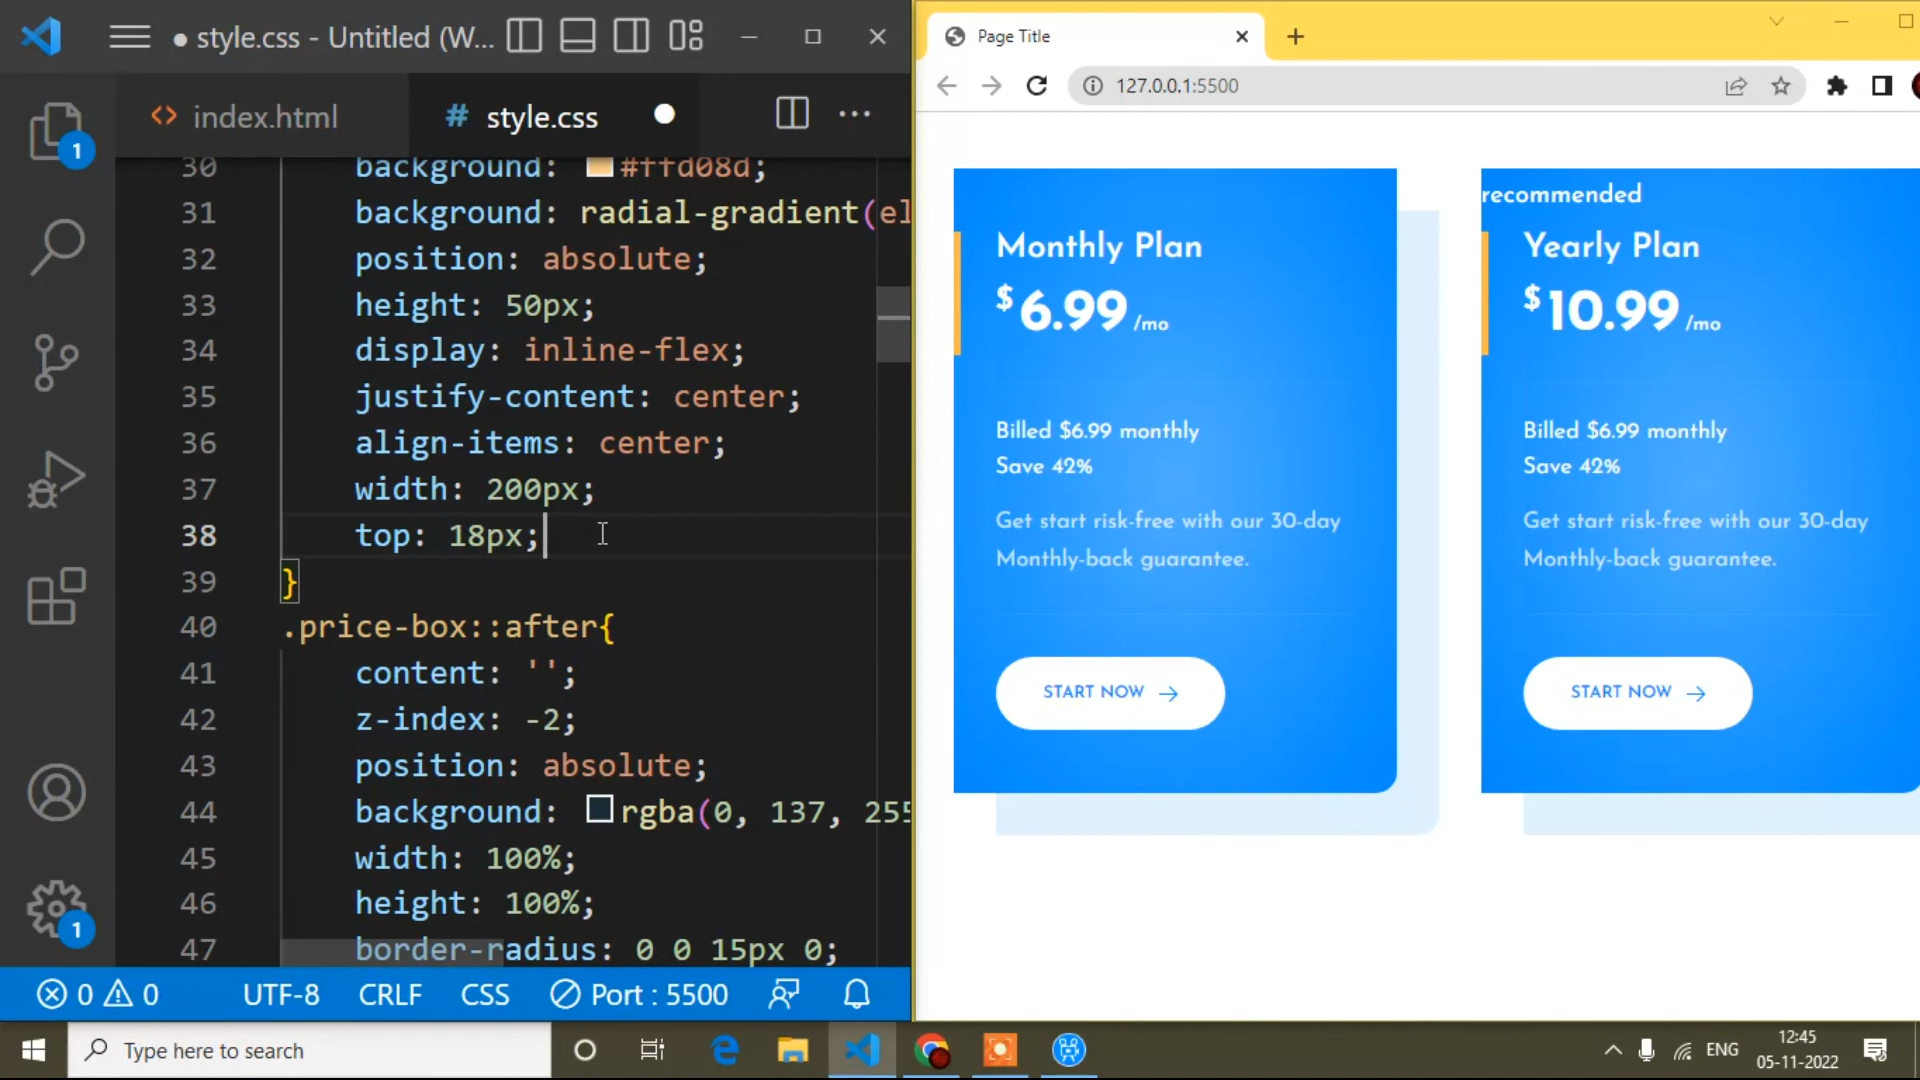 style.css - Untitled (W...
index.html
# style.css
1
30 background: #ffd08d;
31 background: radial-gradient(el
32 position: absolute;
33 height: 50px;
34 display: inline-flex;
35 justify-content: center;
36 align-items: center;
37 width: 200px;
38 top: 18px;
39 }
40 .price-box::after{
41 content: '';
42 z-index: -2;
43 position: absolute;
44 background: rgba(0, 137, 255
45 width: 100%;
46 height: 100%;
47 border-radius: 0 0 15px 0;
1
0 0 UTF-8 CRLF CSS Port : 5500
Page Title
127.0.0.1:5500
Monthly Plan
$6.99 /mo
Billed $6.99 monthly
Save 42%
Get start risk-free with our 30-day
Monthly-back guarantee.
START NOW
recommended
Yearly Plan
$10.99 /mo
Billed $6.99 monthly
Save 42%
Get start risk-free with our 30-day
Monthly-back guarantee.
START NOW
Type here to search
ENG
12:45
05-11-2022